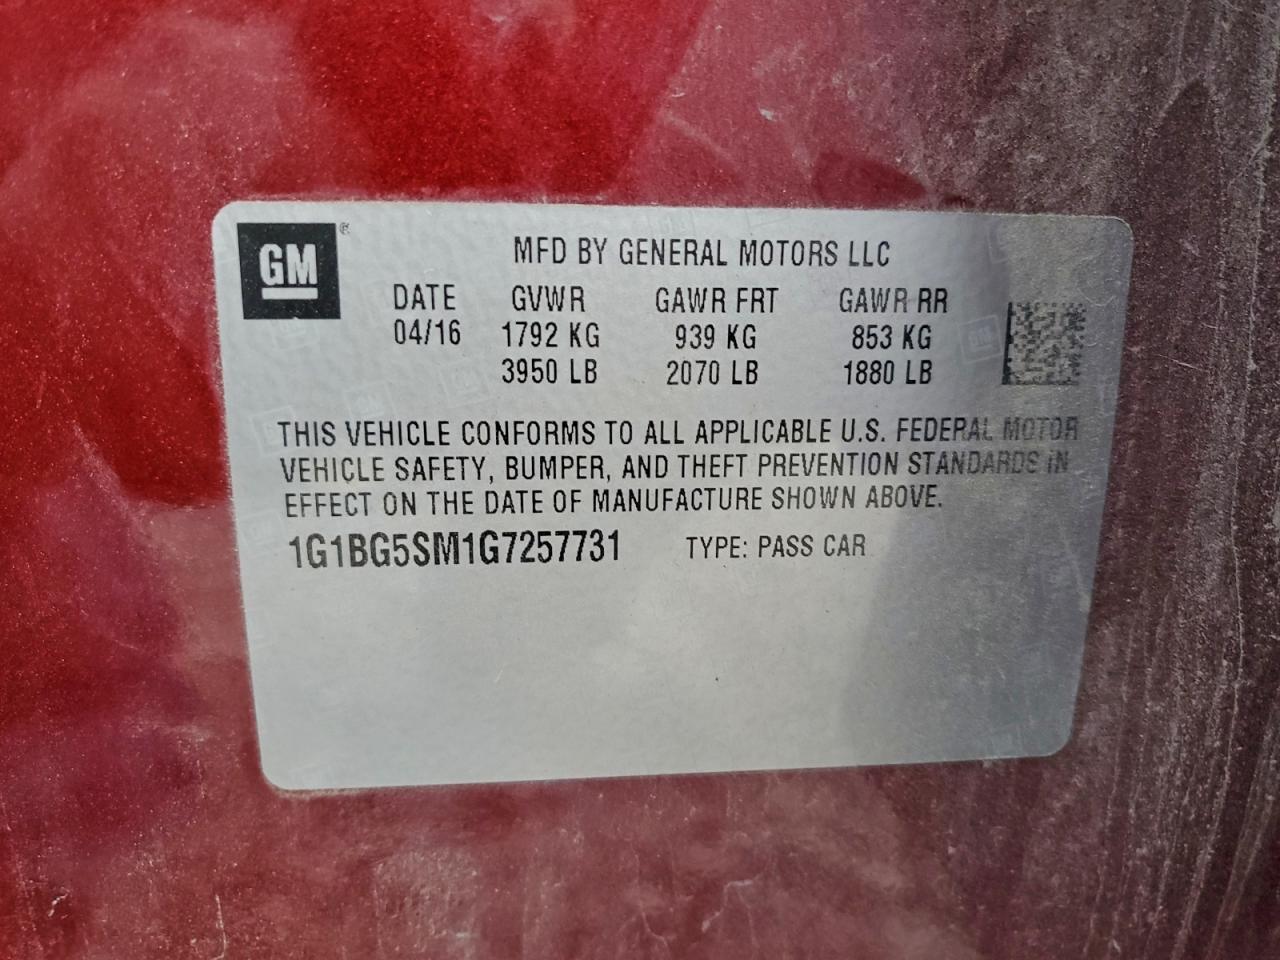 GM ®
MFD BY GENERAL MOTORS LLC
DATE GVWR GAWR FRT GAWR RR
04/16 1792 KG 939 KG 853 KG
3950 LB 2070 LB 1880 LB
THIS VEHICLE CONFORMS TO ALL APPLICABLE U.S. FEDERAL MOTOR
VEHICLE SAFETY, BUMPER, AND THEFT PREVENTION STANDARDS IN
EFFECT ON THE DATE OF MANUFACTURE SHOWN ABOVE.
1G1BG5SM1G7257731 TYPE: PASS CAR